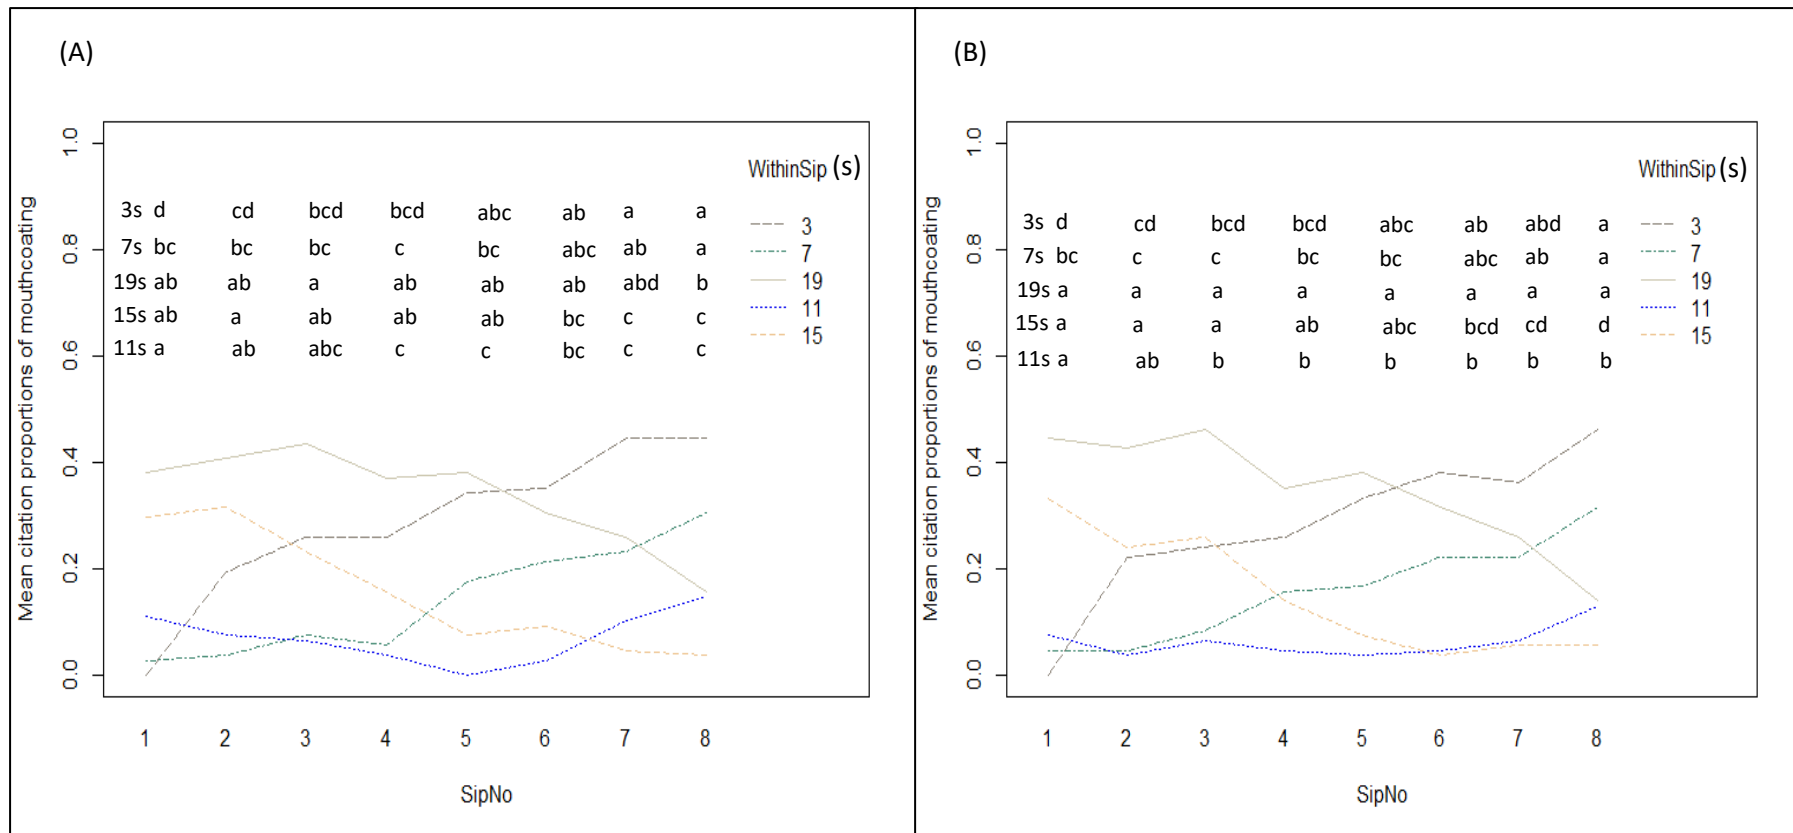 (A)
Mean citation proportions of mouthcoating
1.0
0.8
0.6
0.4
0.2
0.0
WithinSip (s)
3
7
19
11
15
3s d cd bcd bcd abc ab a a
7s bc bc bc c bc abc ab a
19s ab ab a ab ab ab abd b
15s ab a ab ab ab bc c c
11s a ab abc c c bc c c
1 2 3 4 5 6 7 8
SipNo
(B)
Mean citation proportions of mouthcoating
1.0
0.8
0.6
0.4
0.2
0.0
WithinSip (s)
3
7
19
11
15
3s d cd bcd bcd abc ab abd a
7s bc c c bc bc abc ab a
19s a a a a a a a a
15s a a a ab abc bcd cd d
11s a ab b b b b b b
1 2 3 4 5 6 7 8
SipNo